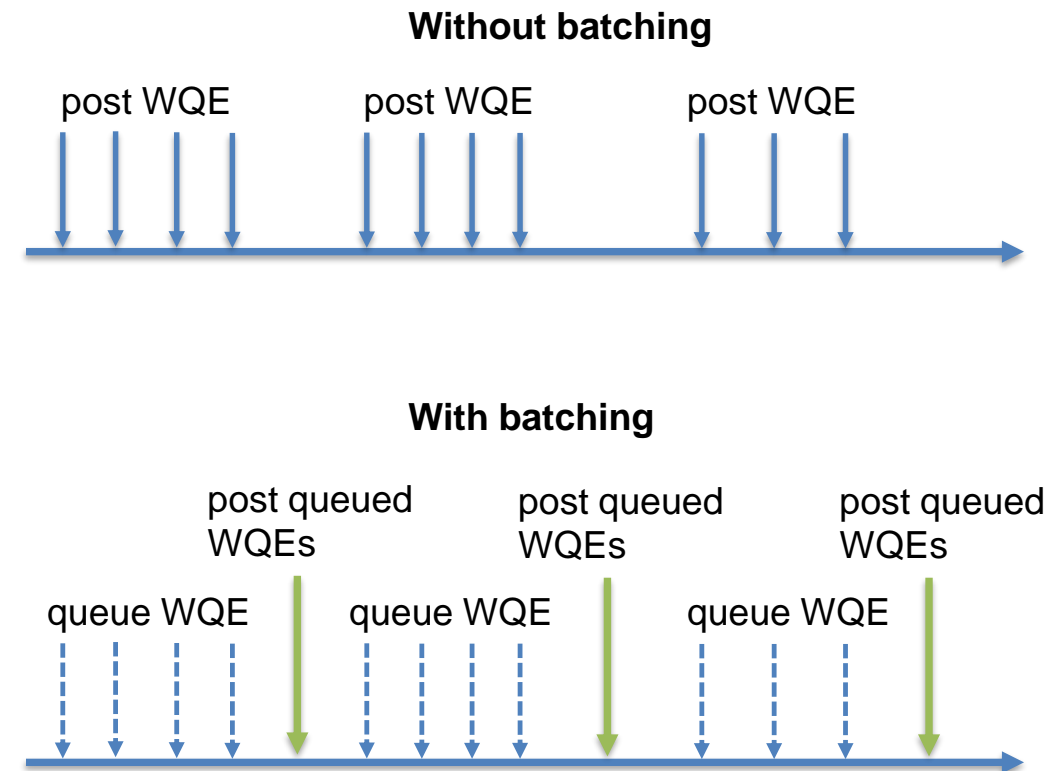 Without batching
post WQE
post WQE
post WQE
With batching
post queued
WQEs
post queued
WQEs
post queued
WQEs
queue WQE
queue WQE
queue WQE